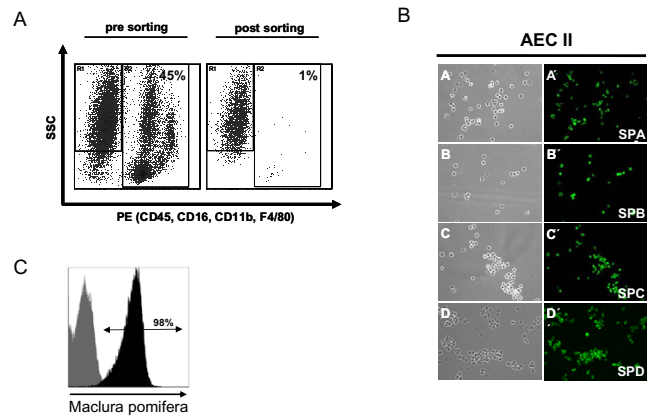 A
pre sorting
post sorting
R1
R2
45%
R1
R2
1%
SSC
PE (CD45, CD16, CD11b, F4/80)
B
AEC II
A
A´
SPA
B
B´
SPB
C
C´
SPC
D
D´
SPD
C
98%
Maclura pomifera